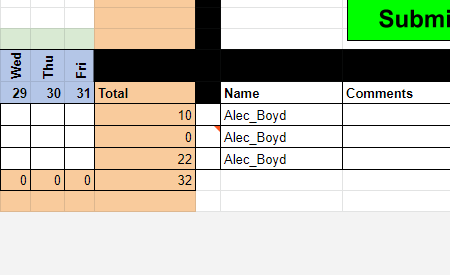 Submi
Wed Thu Fri
29 30 31 Total Name Comments
10 Alec_Boyd
0 Alec_Boyd
22 Alec_Boyd
0 0 0 32